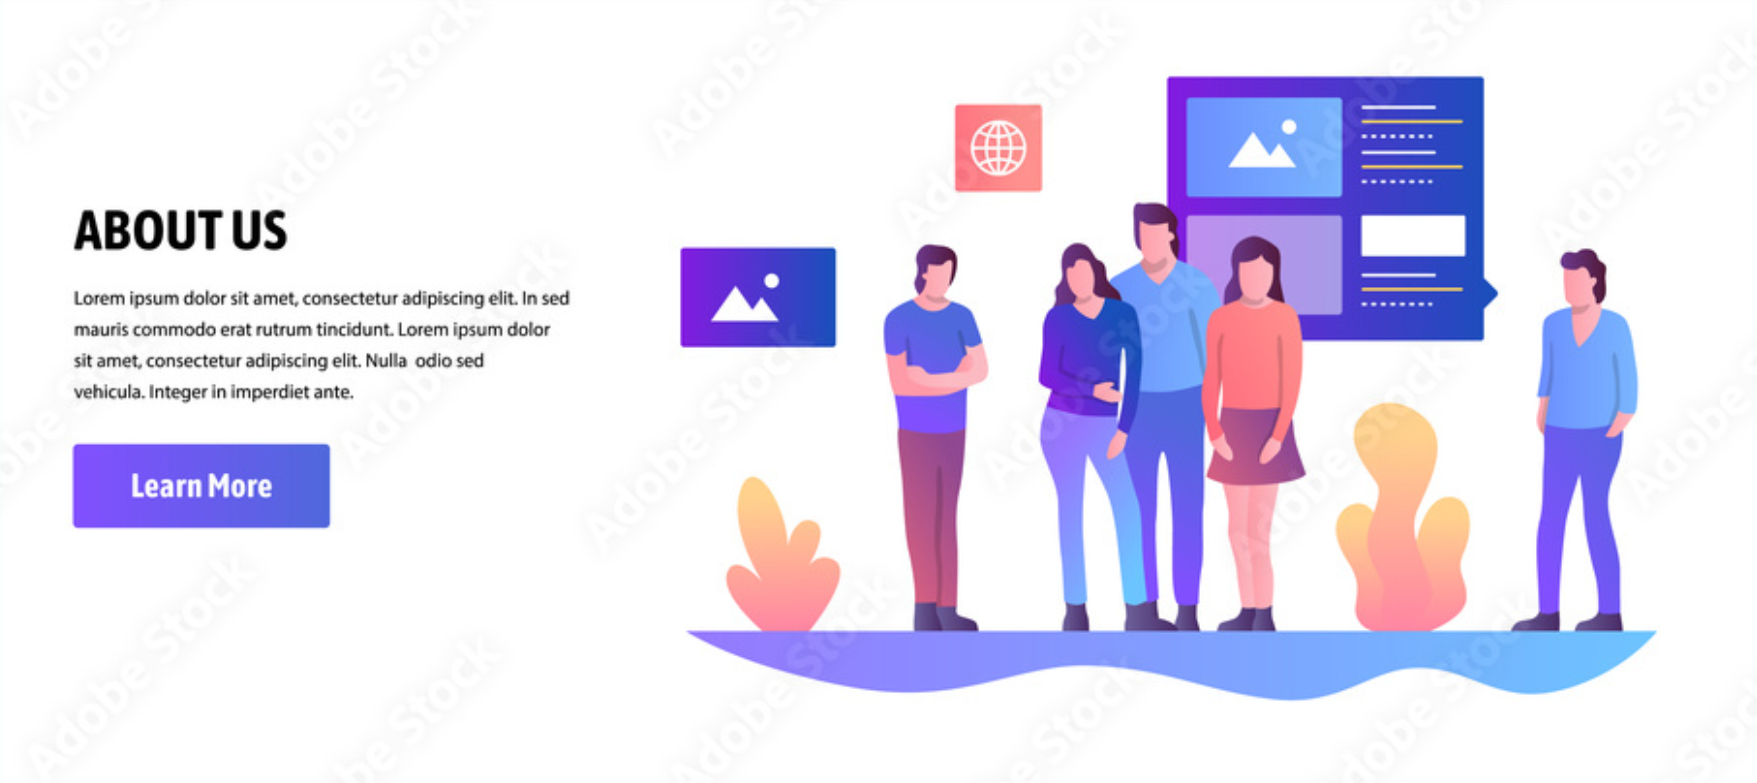 ABOUT US
Lorem ipsum dolor sit amet, consectetur adipiscing elit. In sed
mauris commodo erat rutrum tincidunt. Lorem ipsum dolor
sit amet, consectetur adipiscing elit. Nulla  odio sed
vehicula. Integer in imperdiet ante.
Learn More
Adobe Stock